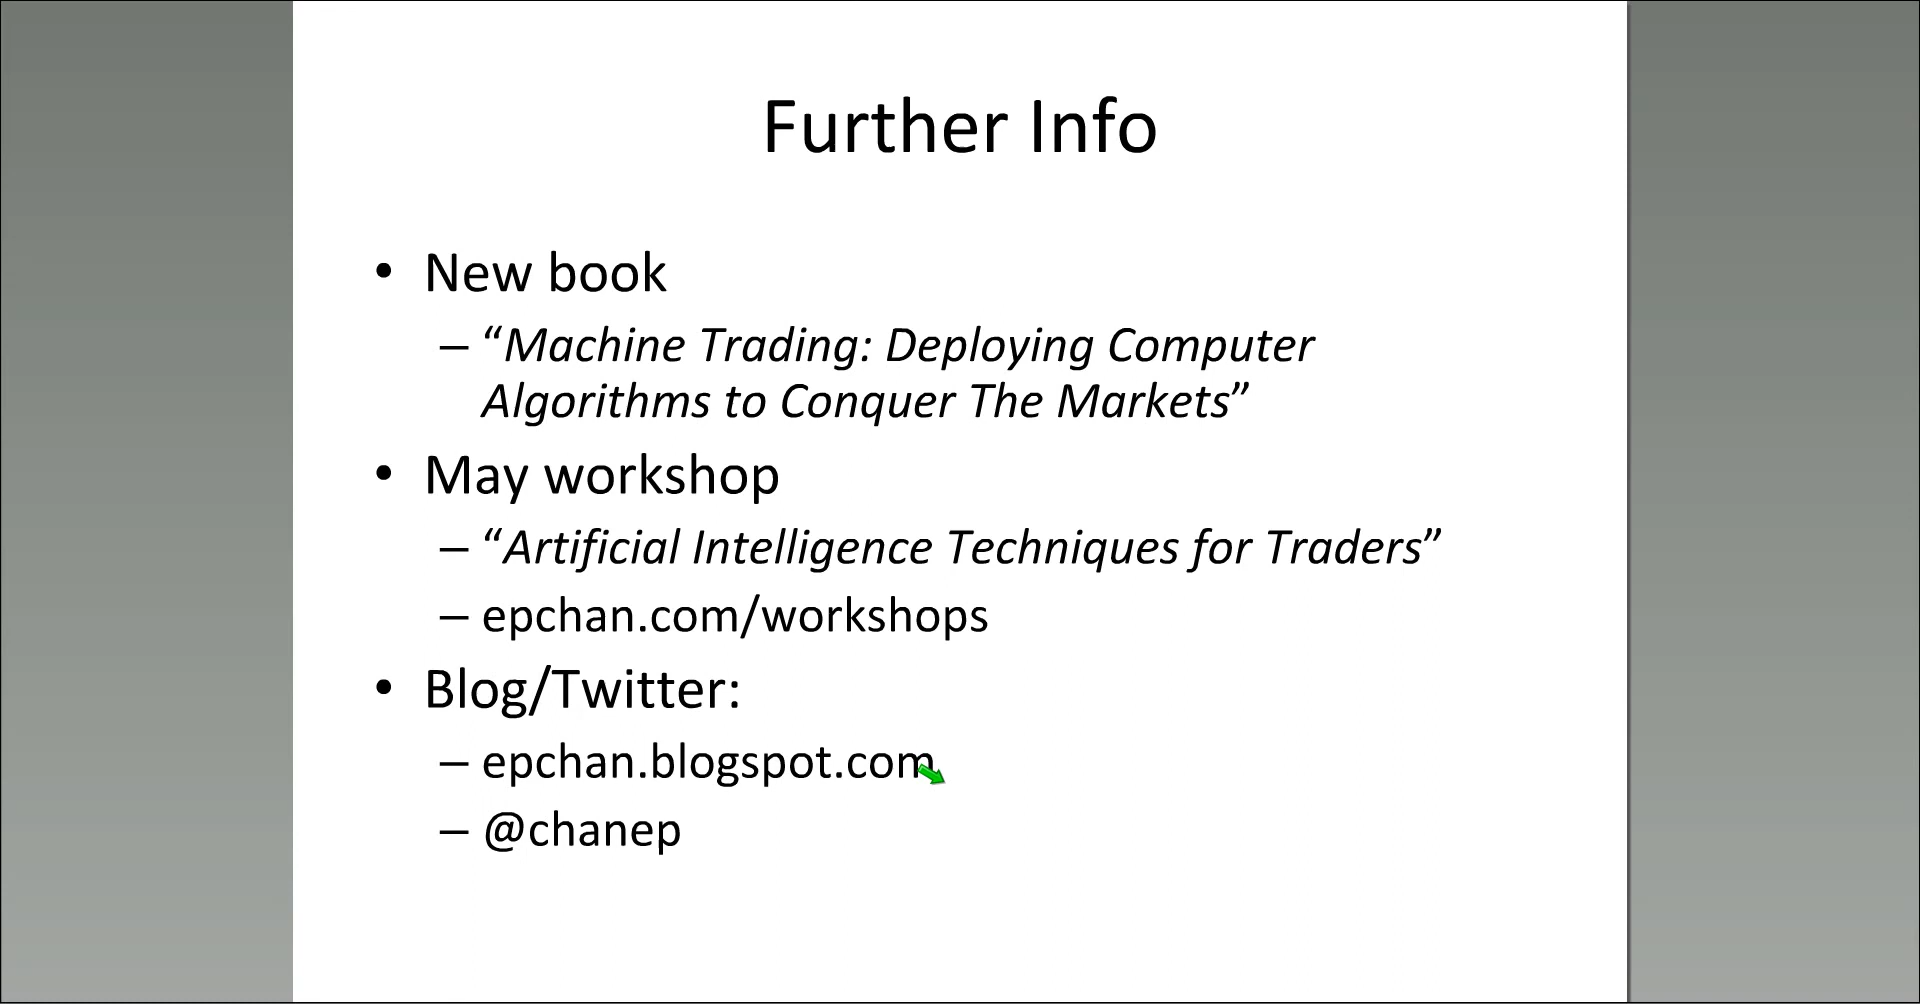 Further Info
• New book
– “Machine Trading: Deploying Computer
Algorithms to Conquer The Markets”
• May workshop
– “Artificial Intelligence Techniques for Traders”
– epchan.com/workshops
• Blog/Twitter:
– epchan.blogspot.com
– @chanep